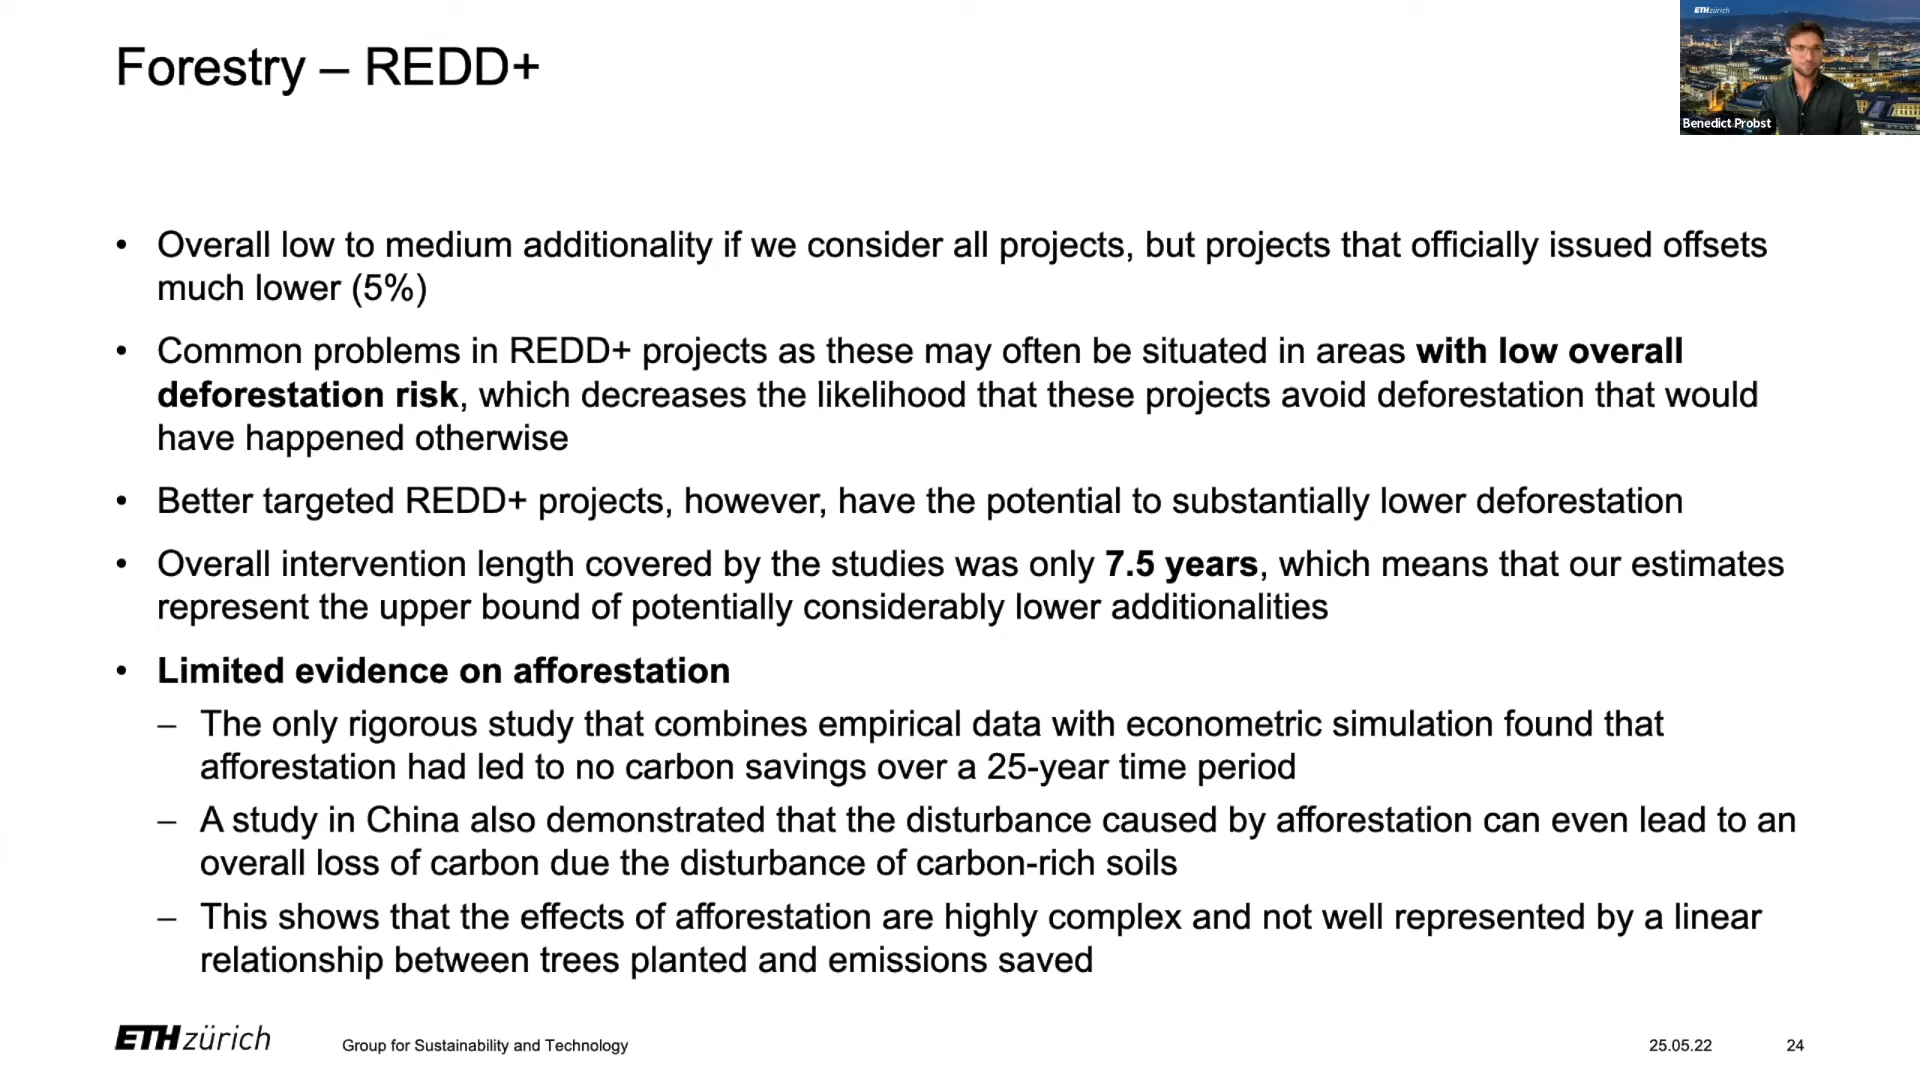 Forestry – REDD+
ETHzürich
Benedict Probst
• Overall low to medium additionality if we consider all projects, but projects that officially issued offsets
much lower (5%)
• Common problems in REDD+ projects as these may often be situated in areas with low overall
deforestation risk, which decreases the likelihood that these projects avoid deforestation that would
have happened otherwise
• Better targeted REDD+ projects, however, have the potential to substantially lower deforestation
• Overall intervention length covered by the studies was only 7.5 years, which means that our estimates
represent the upper bound of potentially considerably lower additionalities
• Limited evidence on afforestation
– The only rigorous study that combines empirical data with econometric simulation found that
afforestation had led to no carbon savings over a 25-year time period
– A study in China also demonstrated that the disturbance caused by afforestation can even lead to an
overall loss of carbon due the disturbance of carbon-rich soils
– This shows that the effects of afforestation are highly complex and not well represented by a linear
relationship between trees planted and emissions saved
ETHzürich
Group for Sustainability and Technology
25.05.22
24